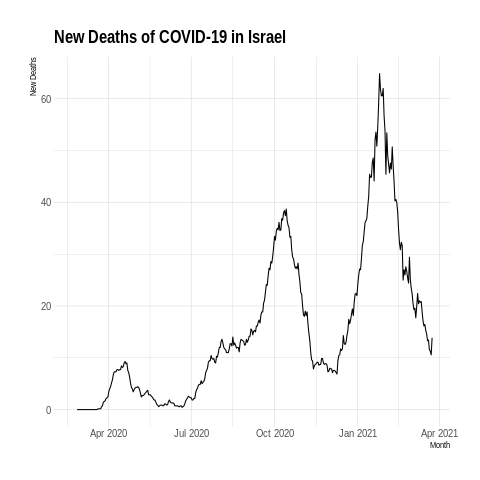 New Deaths of COVID-19 in Israel
New Deaths
60
40
20
0
Apr 2020 Jul 2020 Oct 2020 Jan 2021 Apr 2021
Month